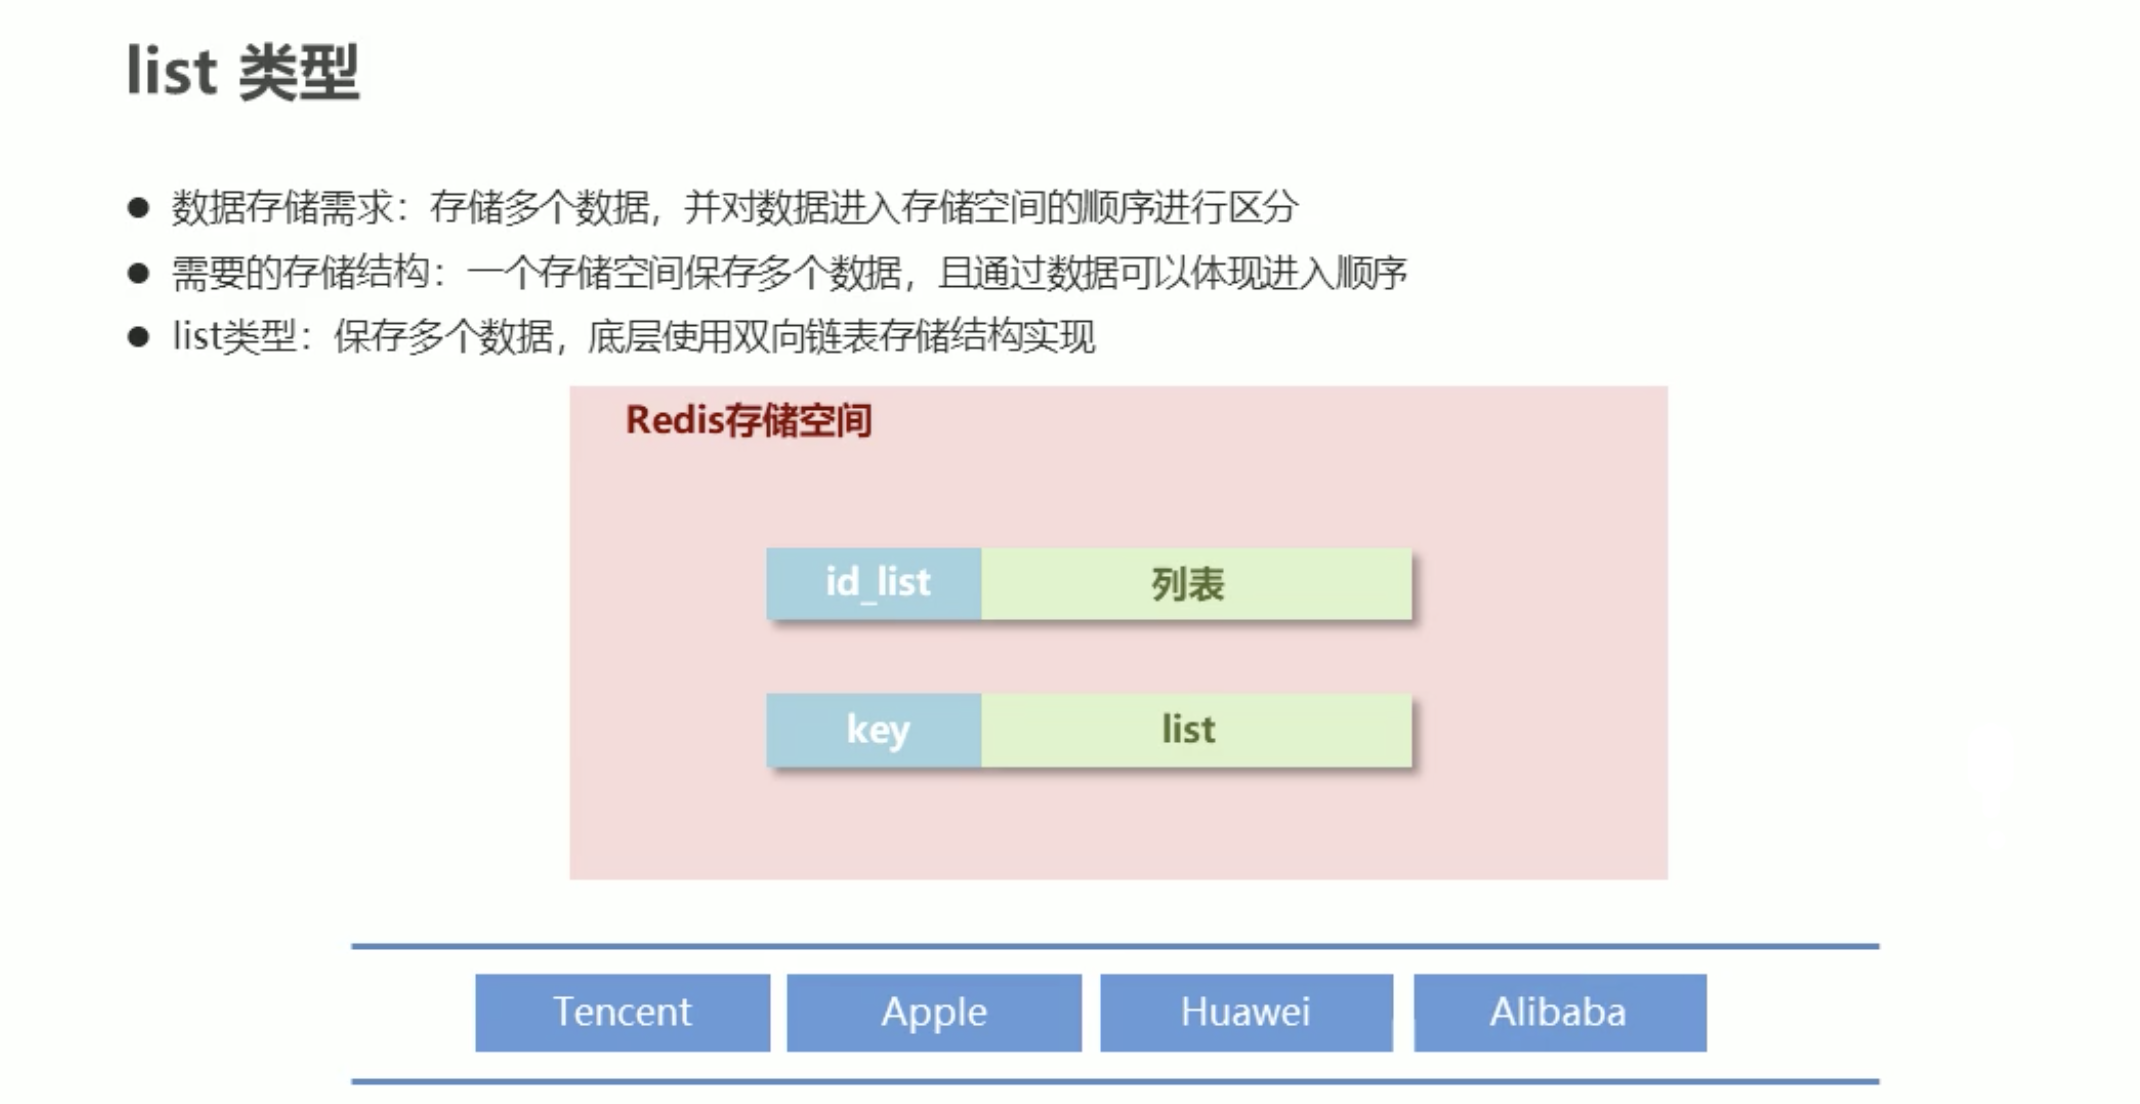 list 类型
● 数据存储需求：存储多个数据，并对数据进入存储空间的顺序进行区分
● 需要的存储结构：一个存储空间保存多个数据，且通过数据可以体现进入顺序
● list类型：保存多个数据，底层使用双向链表存储结构实现
Redis存储空间
id_list 列表
key list
Tencent Apple Huawei Alibaba